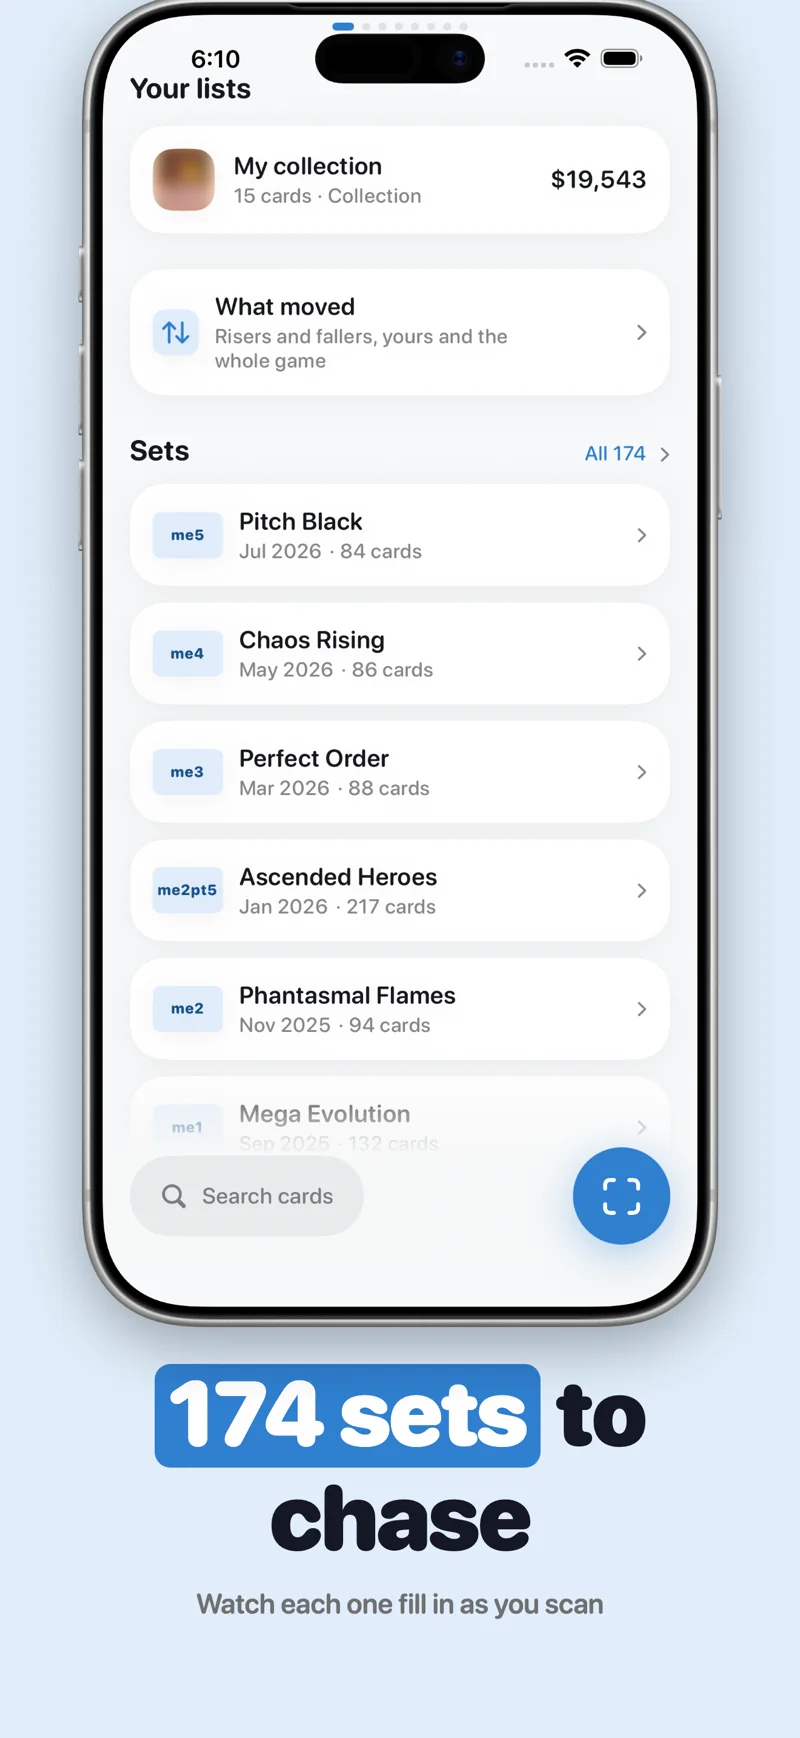 6:10
Your lists
My collection
15 cards · Collection
$19,543
What moved
Risers and fallers, yours and the
whole game
Sets
All 174
me5
Pitch Black
Jul 2026 · 84 cards
me4
Chaos Rising
May 2026 · 86 cards
me3
Perfect Order
Mar 2026 · 88 cards
me2pt5
Ascended Heroes
Jan 2026 · 217 cards
me2
Phantasmal Flames
Nov 2025 · 94 cards
me1
Mega Evolution
Sep 2025 · 132 cards
Search cards
174 sets to
chase
Watch each one fill in as you scan